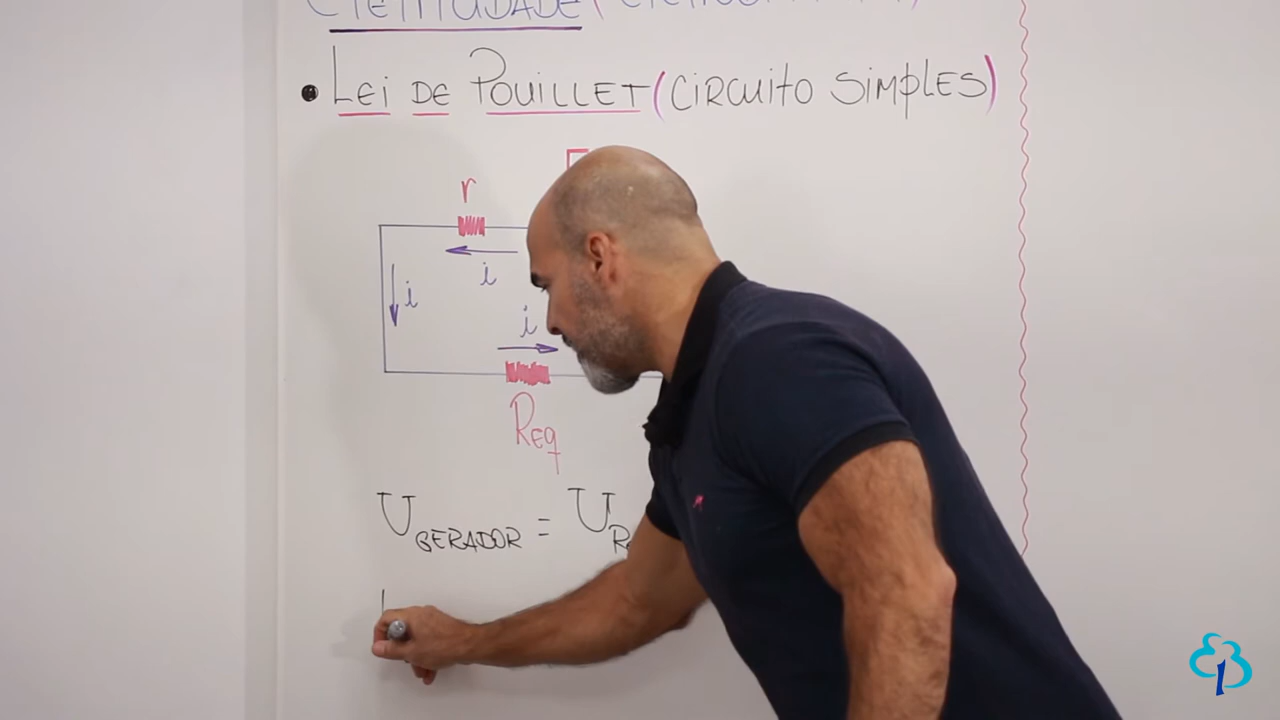 • LEI DE POUILLET (CIRCUITO SIMPLES)
r
i
i
i
REQ
U GERADOR = U